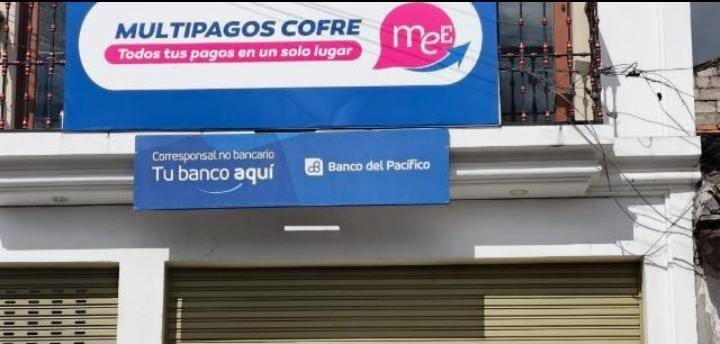 MULTIPAGOS COFRE
Todos tus pagos en un solo lugar
meE
Corresponsal no bancario
Tu banco aquí
Banco del Pacífico